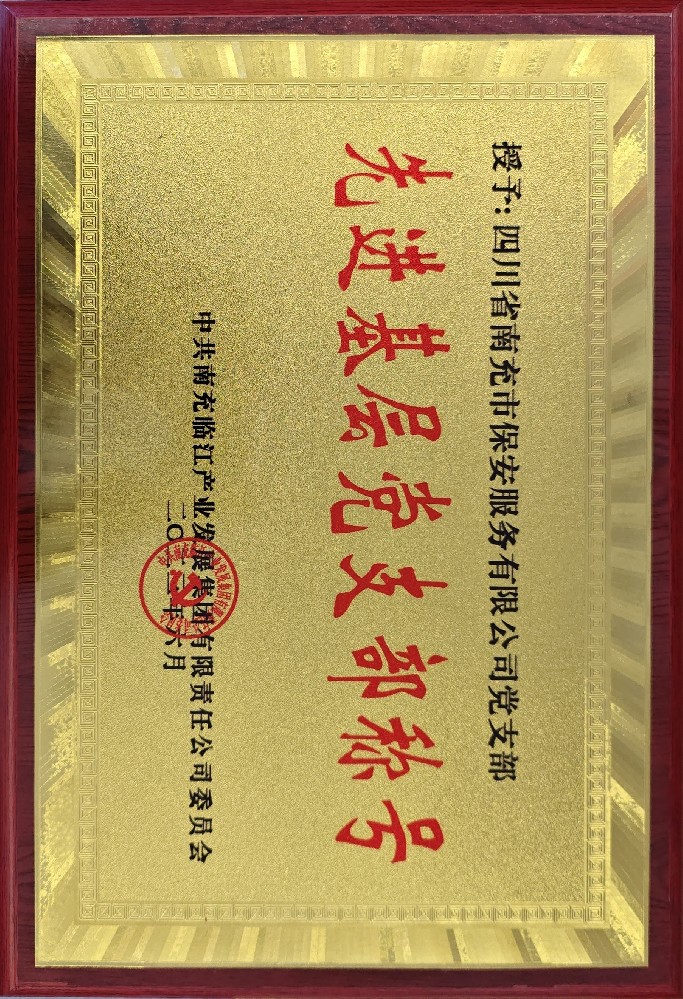 授予:四川省南充市保安服务有限公司党支部
先进基层党支部称号
中共南充临江产业发展集团有限责任公司委员会
二〇二三年六月